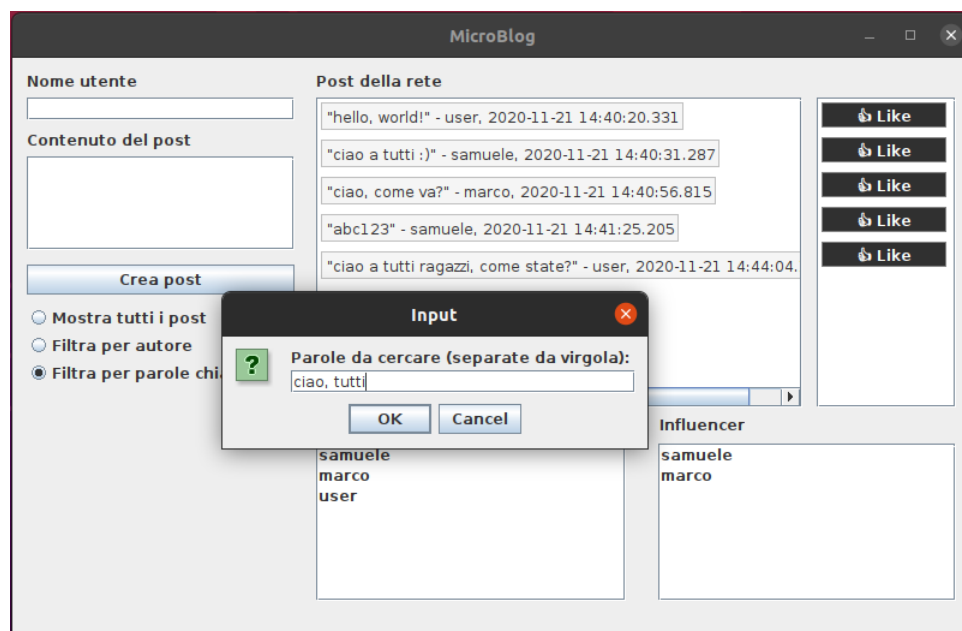 MicroBlog
Nome utente
Contenuto del post
Crea post
Mostra tutti i post
Filtra per autore
Filtra per parole
Post della rete
"hello, world!" - user, 2020-11-21 14:40:20.331
"ciao a tutti :)" - samuele, 2020-11-21 14:40:31.287
"ciao, come va?" - marco, 2020-11-21 14:40:56.815
"abc123" - samuele, 2020-11-21 14:41:25.205
"ciao a tutti ragazzi, come state?" - user, 2020-11-21 14:44:04.
👍 Like
👍 Like
👍 Like
👍 Like
👍 Like
Input
?
Parole da cercare (separate da virgola):
ciao, tutti
OK
Cancel
samuele
marco
user
Influencer
samuele
marco